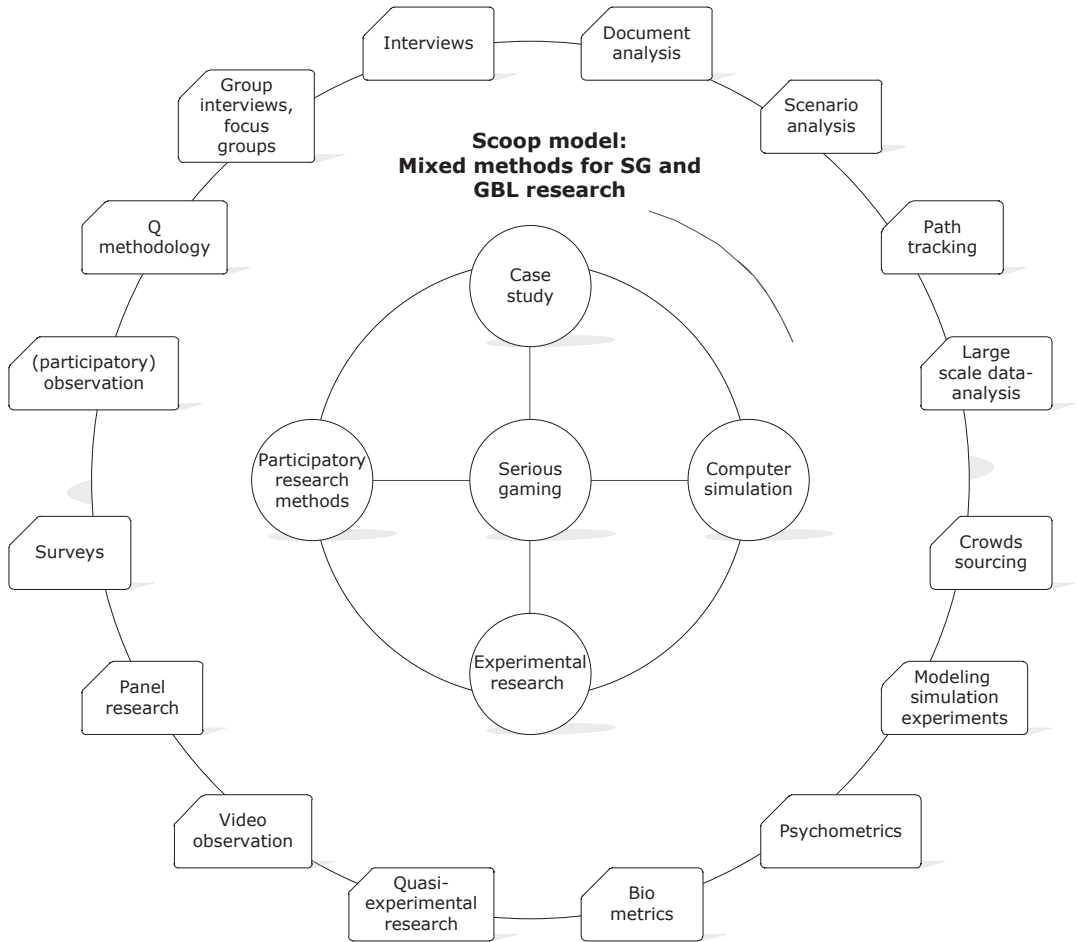 Interviews
Document
analysis
Group
interviews,
focus
groups
Scenario
analysis
Scoop model:
Mixed methods for SG and
GBL research
Q
methodology
Path
tracking
Case
study
(participatory)
observation
Large
scale data-
analysis
Participatory
research
methods
Serious
gaming
Computer
simulation
Surveys
Crowds
sourcing
Experimental
research
Panel
research
Modeling
simulation
experiments
Video
observation
Psychometrics
Quasi-
experimental
research
Bio
metrics